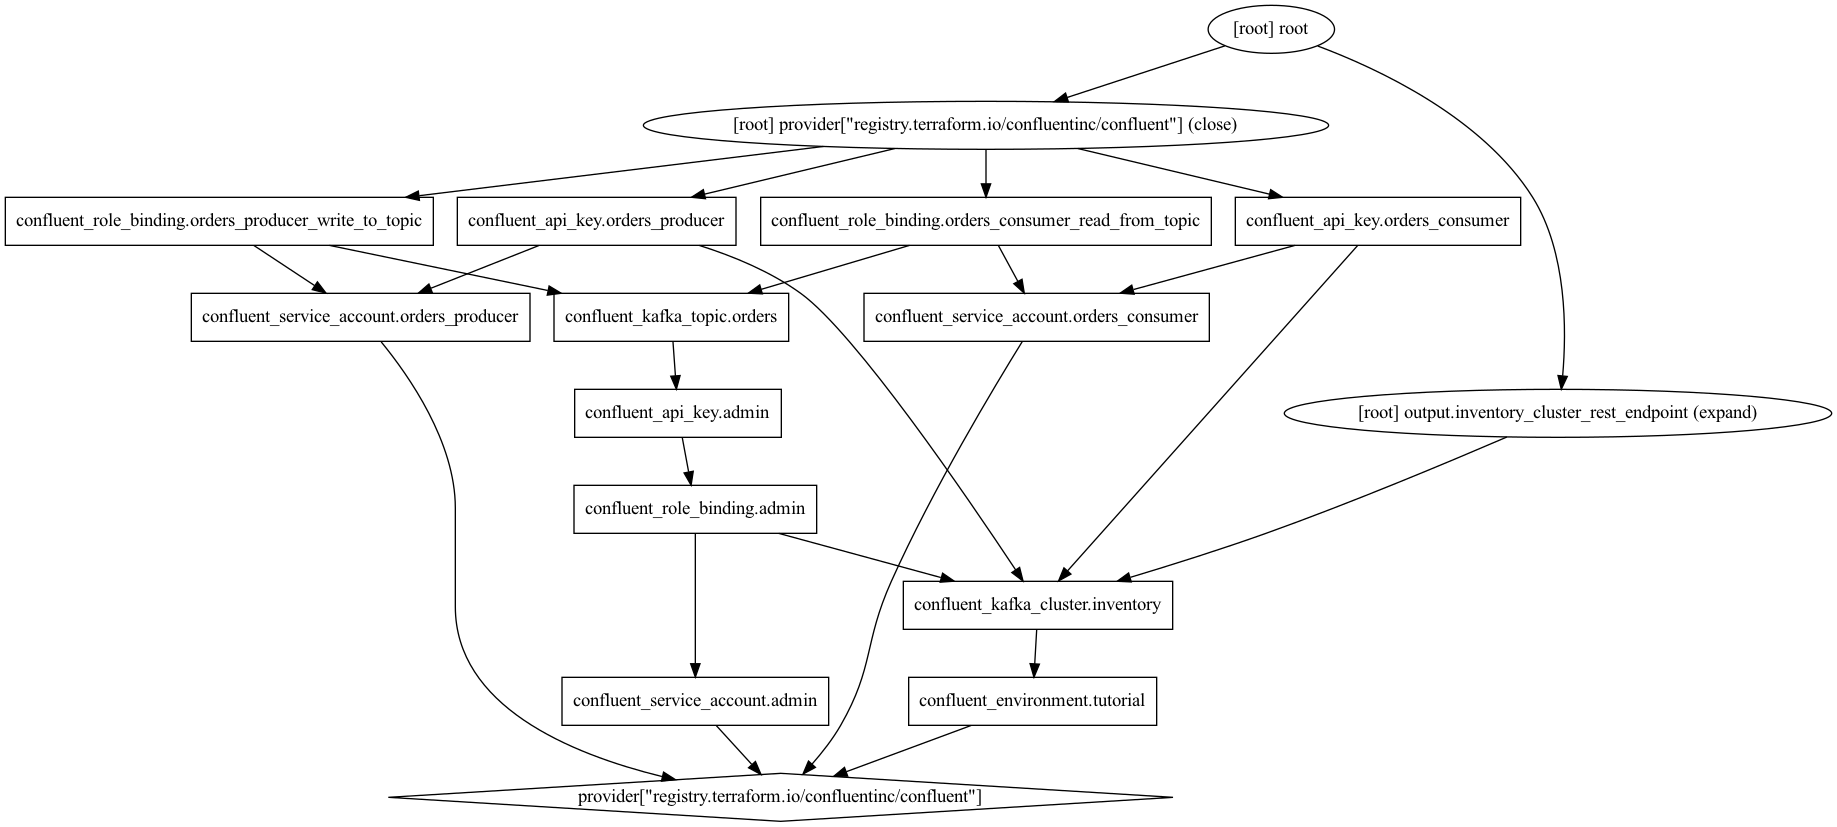 [root] root
[root] provider["registry.terraform.io/confluentinc/confluent"] (close)
confluent_role_binding.orders_producer_write_to_topic
confluent_api_key.orders_producer
confluent_role_binding.orders_consumer_read_from_topic
confluent_api_key.orders_consumer
confluent_service_account.orders_producer
confluent_kafka_topic.orders
confluent_service_account.orders_consumer
confluent_api_key.admin
[root] output.inventory_cluster_rest_endpoint (expand)
confluent_role_binding.admin
confluent_kafka_cluster.inventory
confluent_service_account.admin
confluent_environment.tutorial
provider["registry.terraform.io/confluentinc/confluent"]